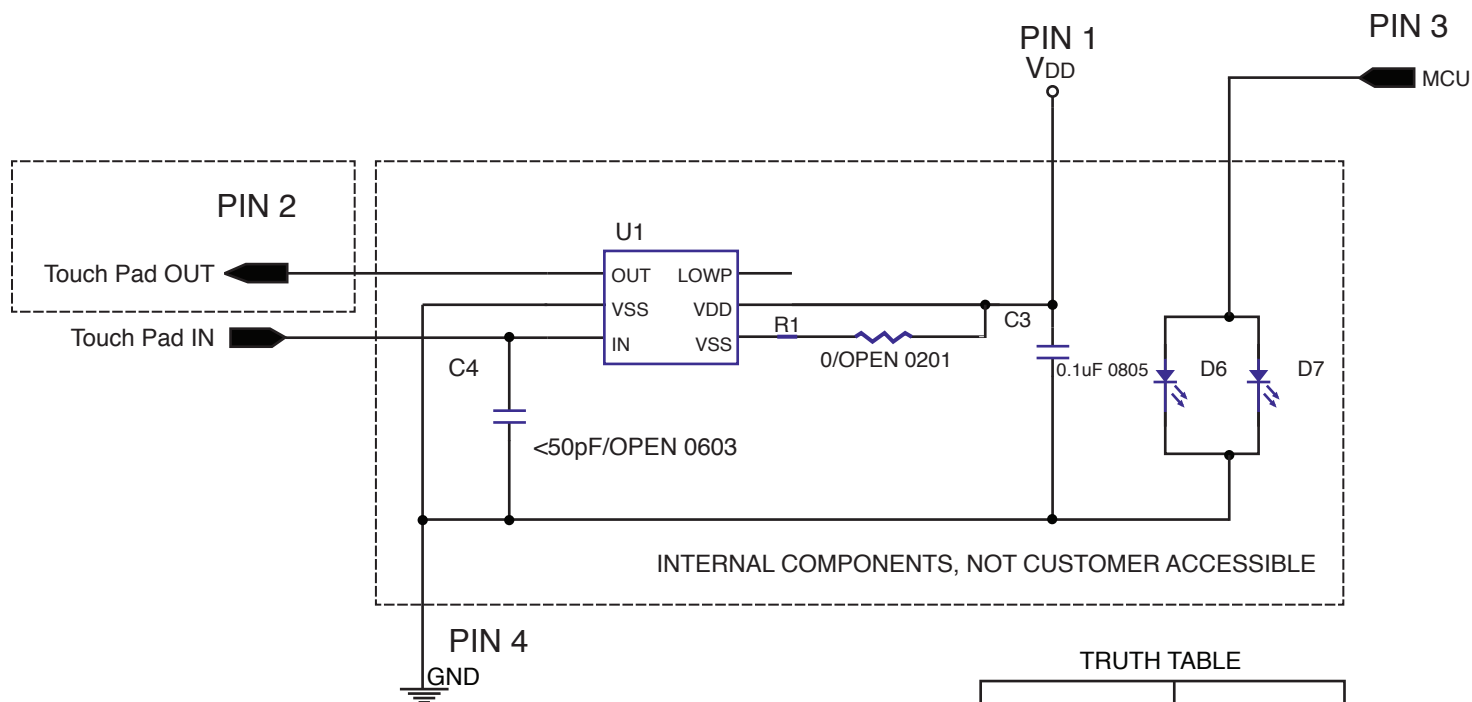 PIN 3
PIN 1
VDD
MCU
PIN 2
U1
Touch Pad OUT
OUT LOWP
VSS VDD
Touch Pad IN
IN VSS
R1
C3
0/OPEN 0201
C4
0.1uF 0805
D6
D7
<50pF/OPEN 0603
INTERNAL COMPONENTS, NOT CUSTOMER ACCESSIBLE
PIN 4
GND
TRUTH TABLE